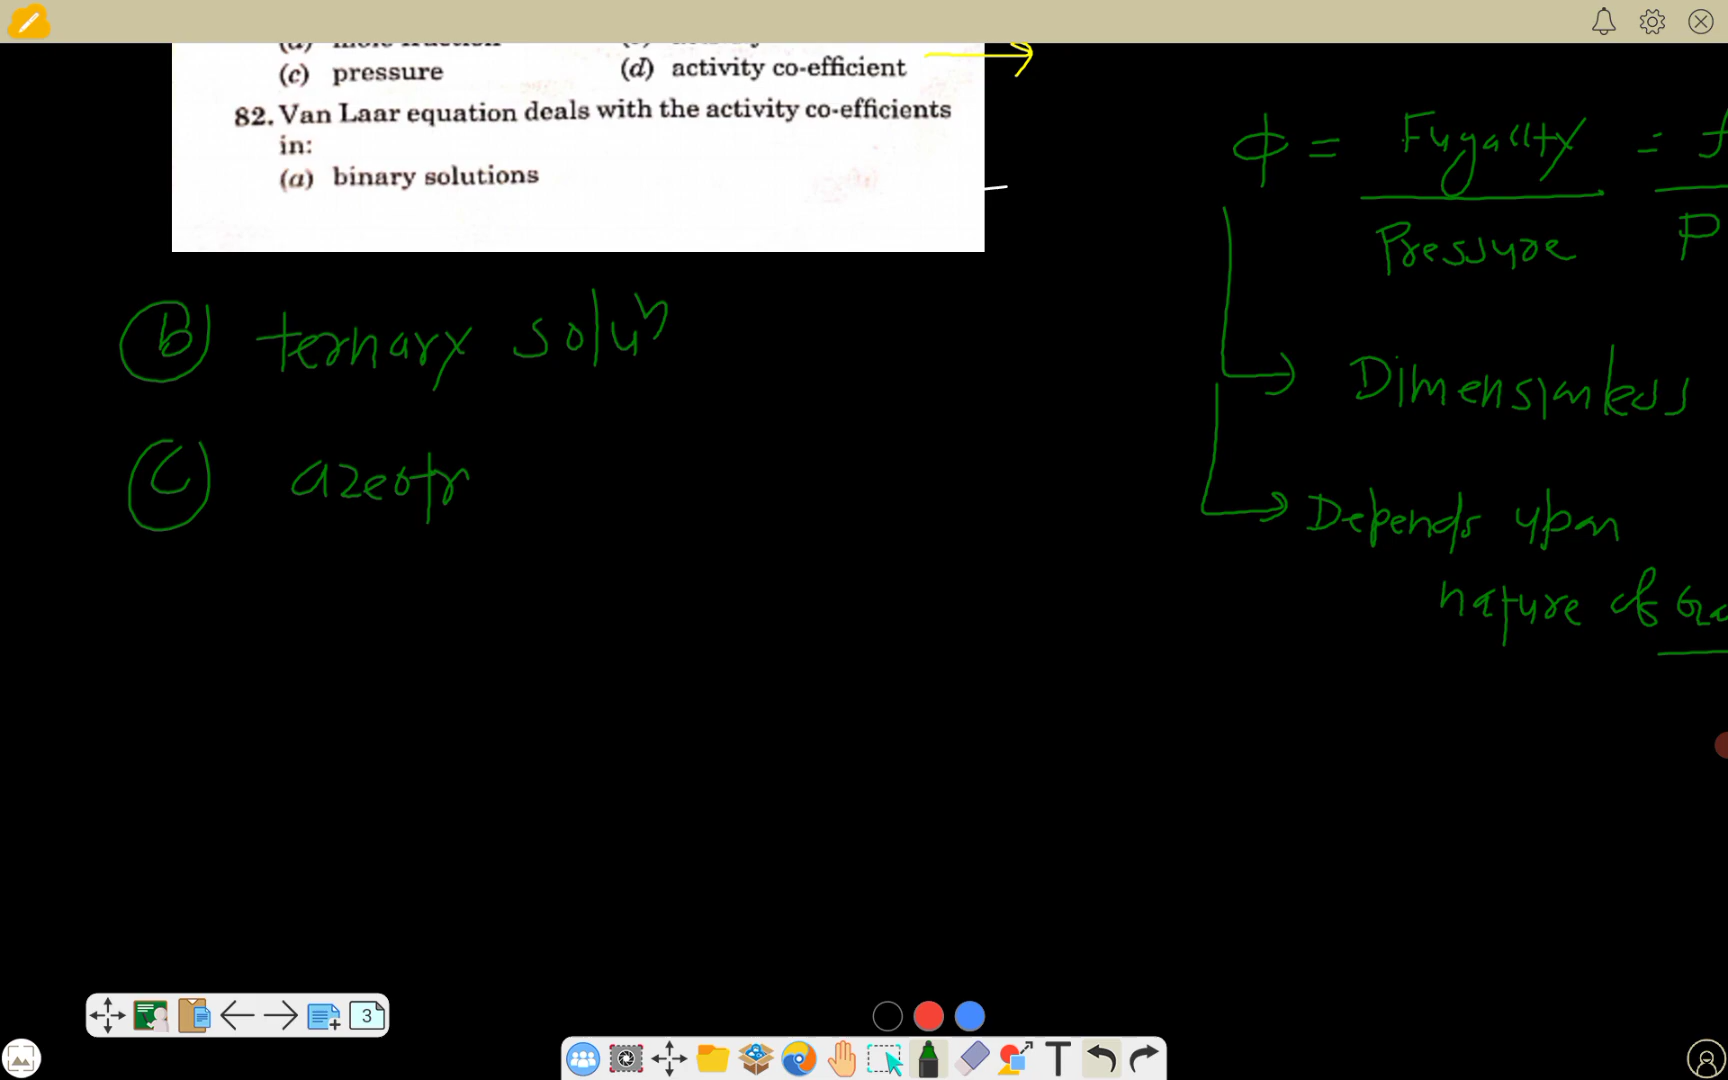 (c) pressure (d) activity co-efficient
82. Van Laar equation deals with the activity co-efficients
in:
(a) binary solutions
ϕ = Fugacity / Pressure = f / P
(b) ternary soluⁿ
Dimensionless
(c) azeotr
Depends upon
nature of
3
T